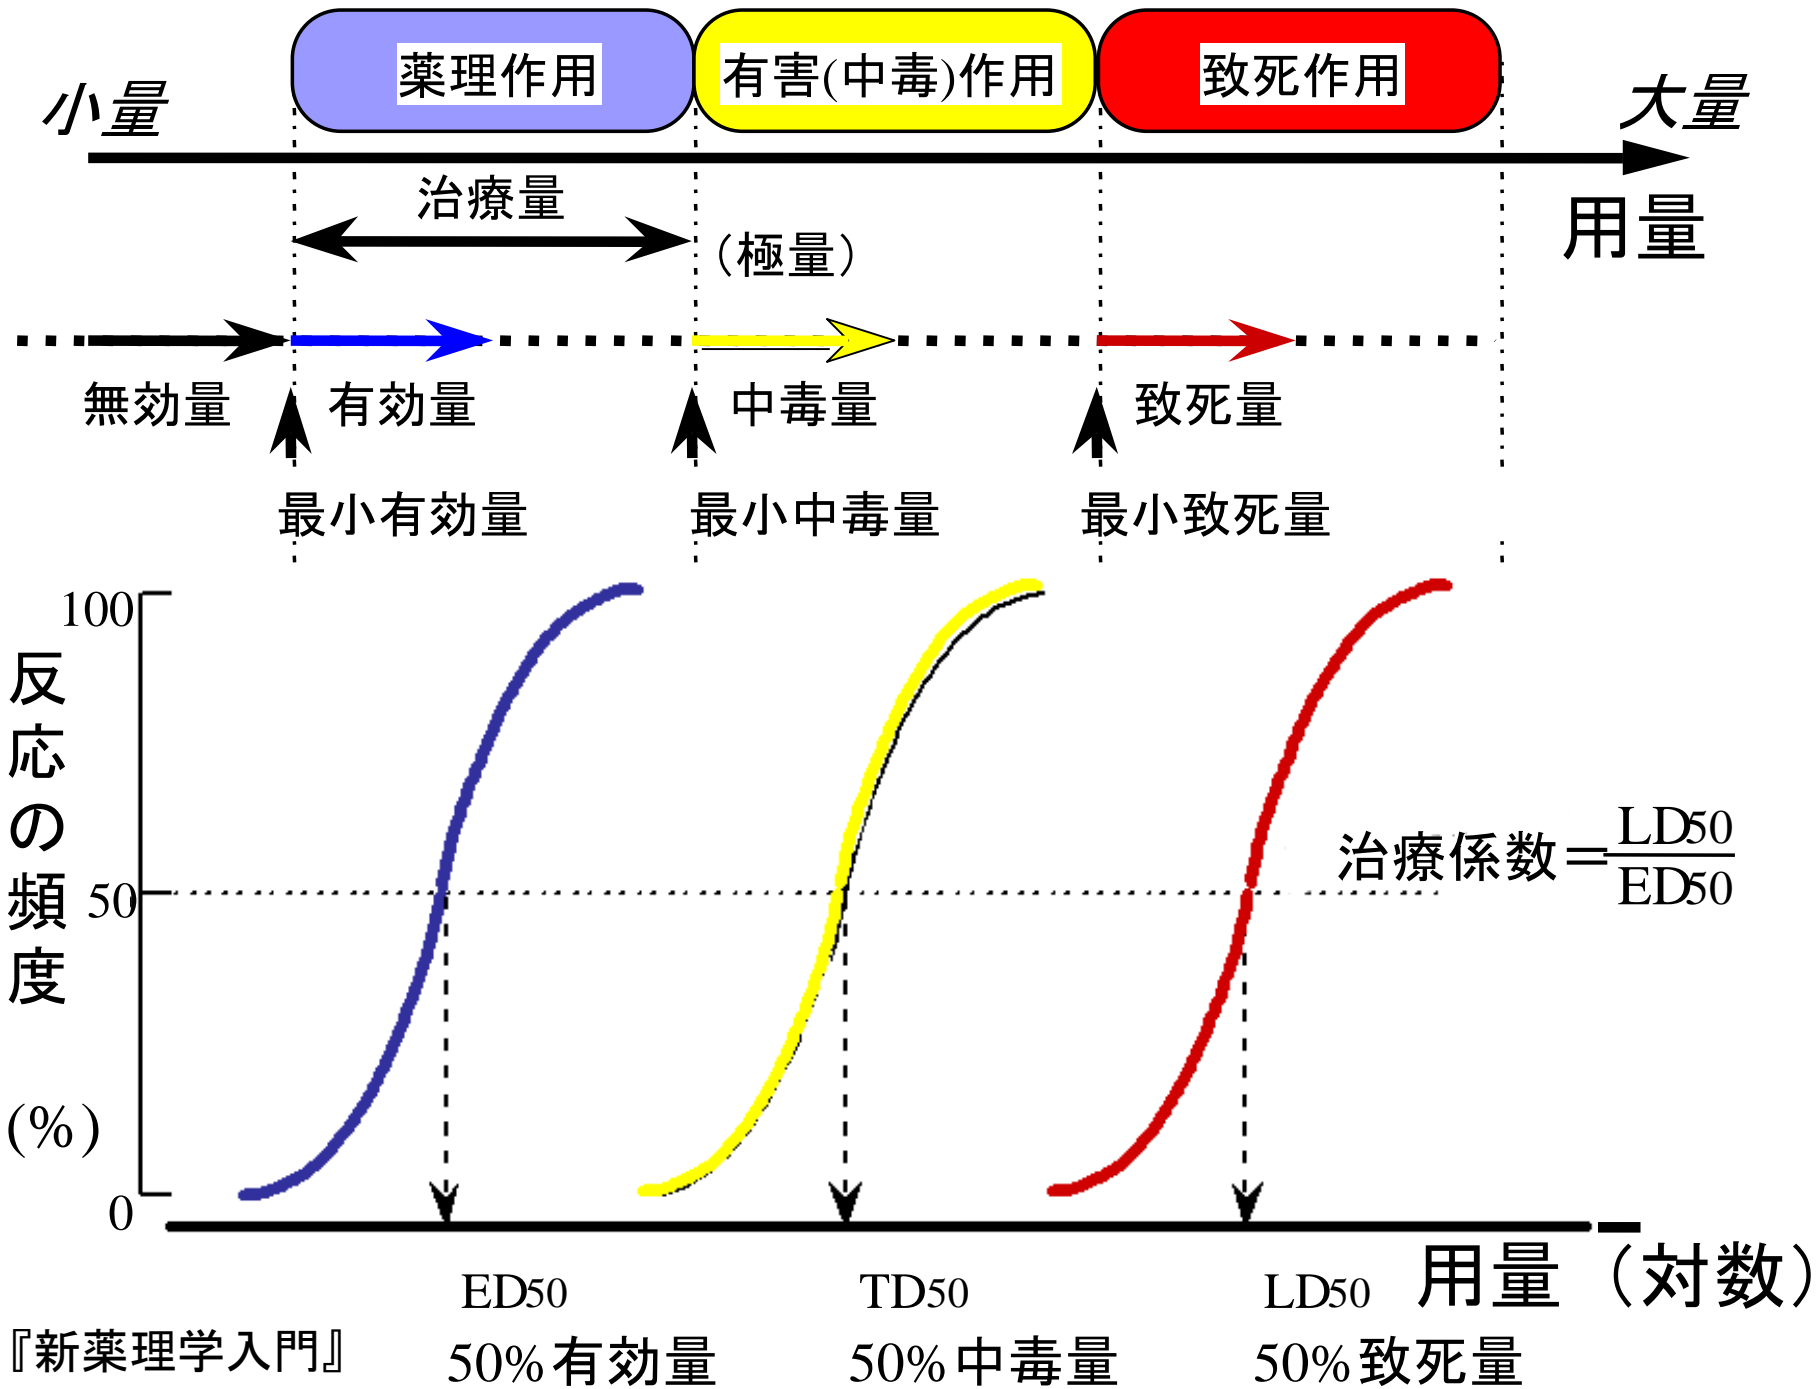 薬理作用
有害(中毒)作用
致死作用
小量
大量
用量
治療量
（極量）
無効量
有効量
中毒量
致死量
最小有効量
最小中毒量
最小致死量
反応の頻度
(%)
100
50
0
治療係数＝LD50
ED50
ED50
TD50
LD50
用量（対数）
50%有効量
50%中毒量
50%致死量
『新薬理学入門』